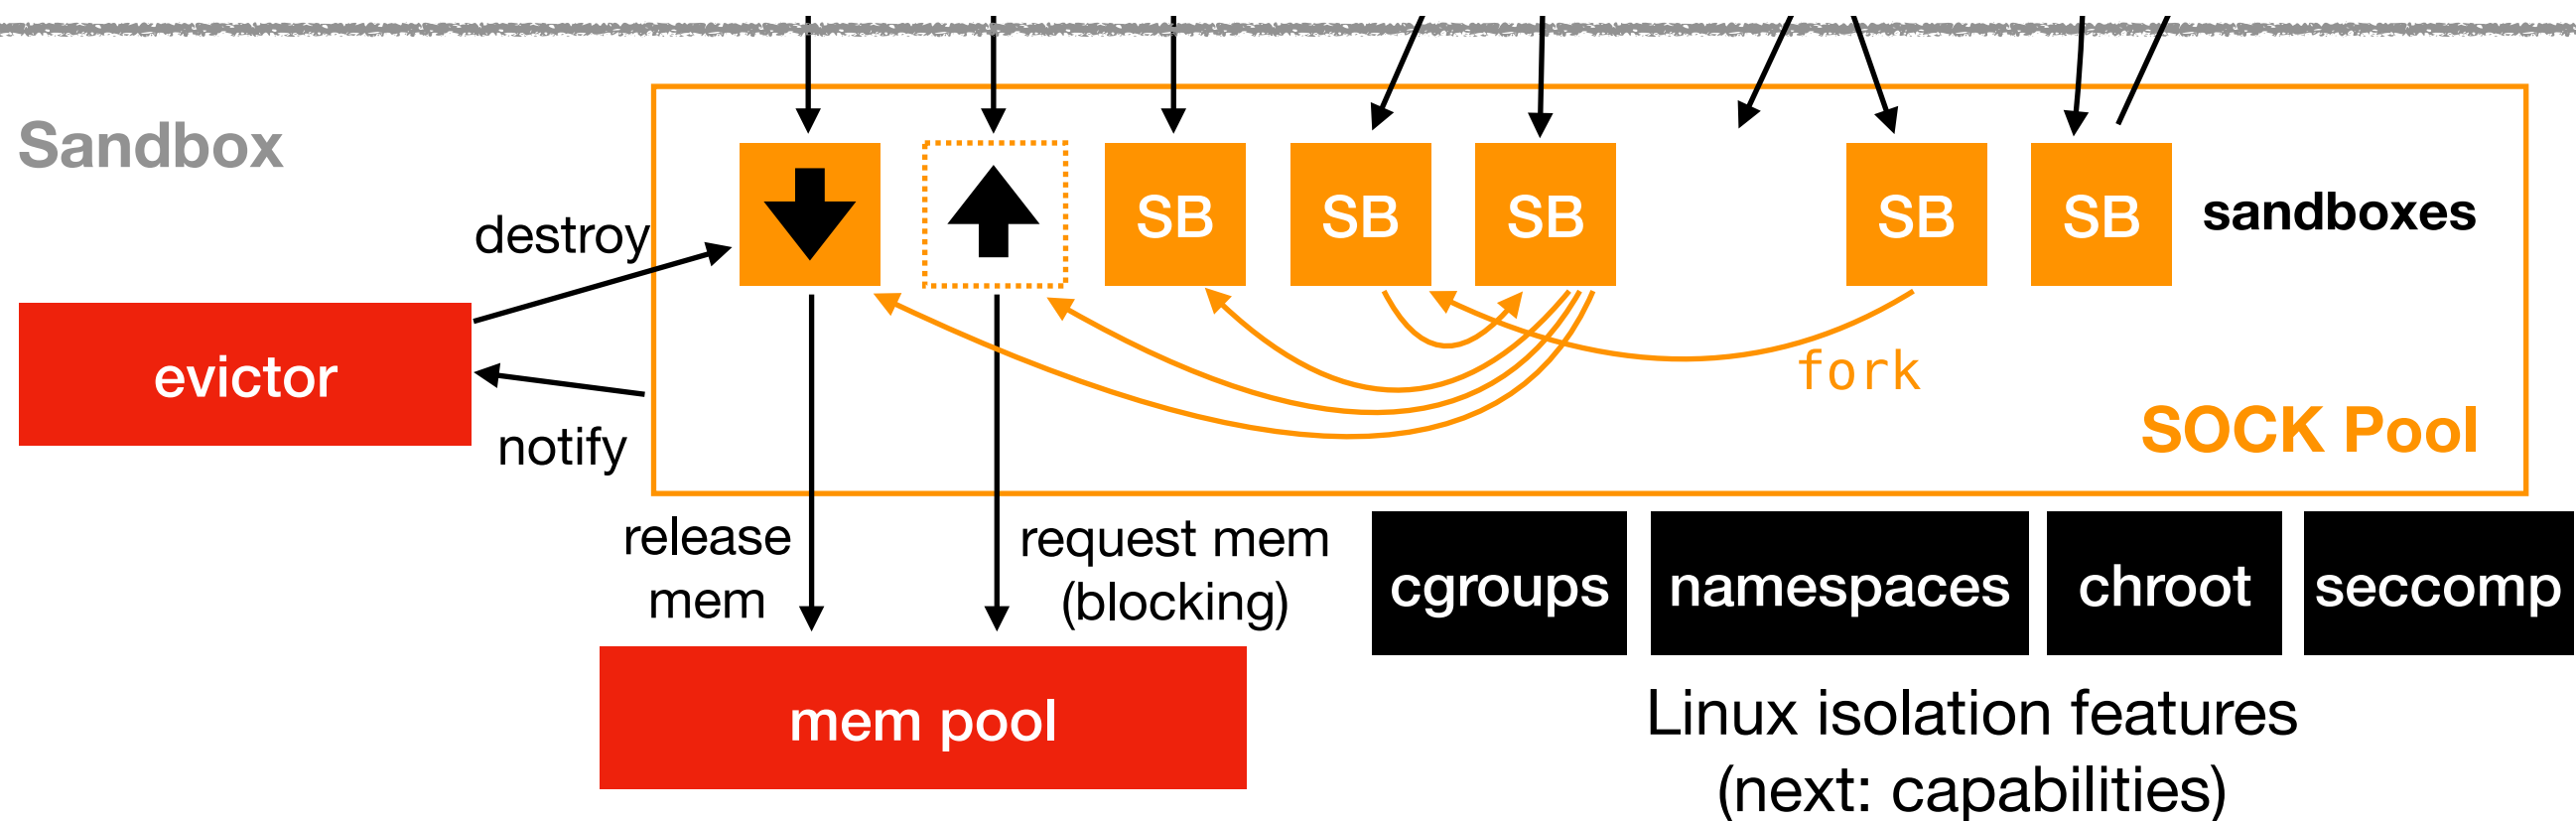 Sandbox
destroy
SB
SB
SB
SB
SB
sandboxes
evictor
notify
fork
SOCK Pool
release
mem
request mem
(blocking)
cgroups
namespaces
chroot
seccomp
mem pool
Linux isolation features
(next: capabilities)